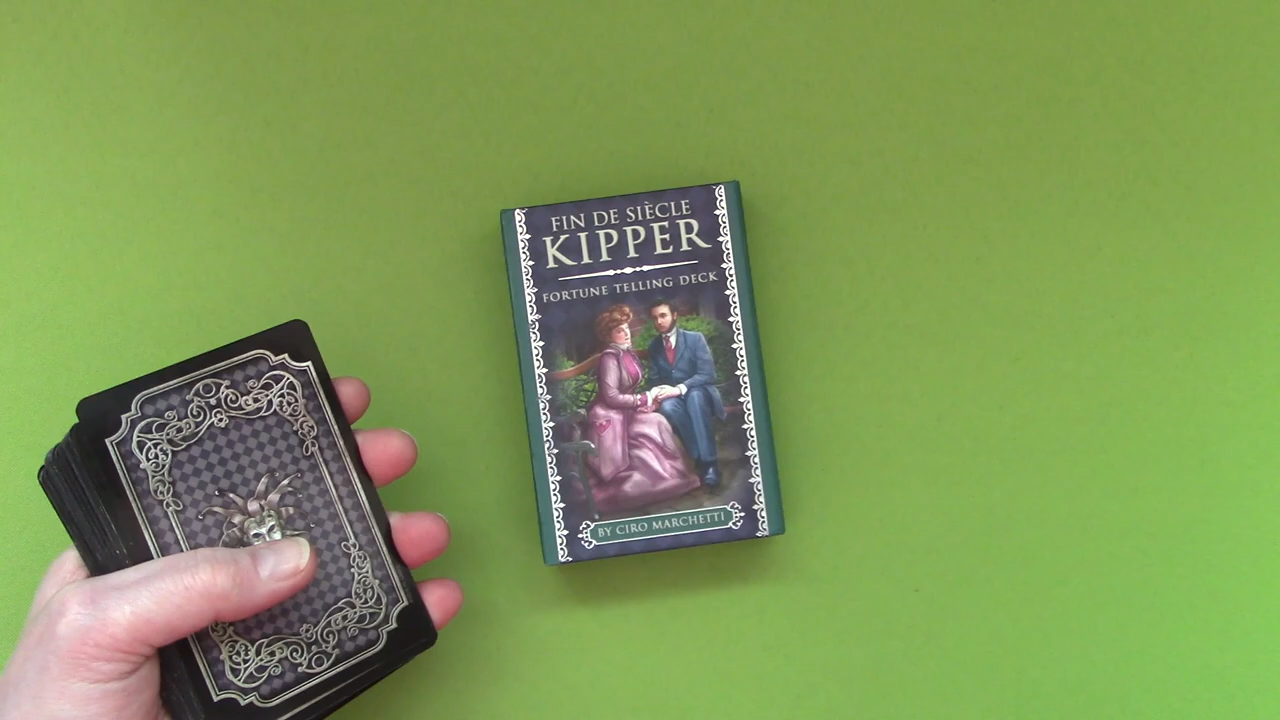 FIN DE SIÈCLE
KIPPER
FORTUNE TELLING DECK
BY CIRO MARCHETTI